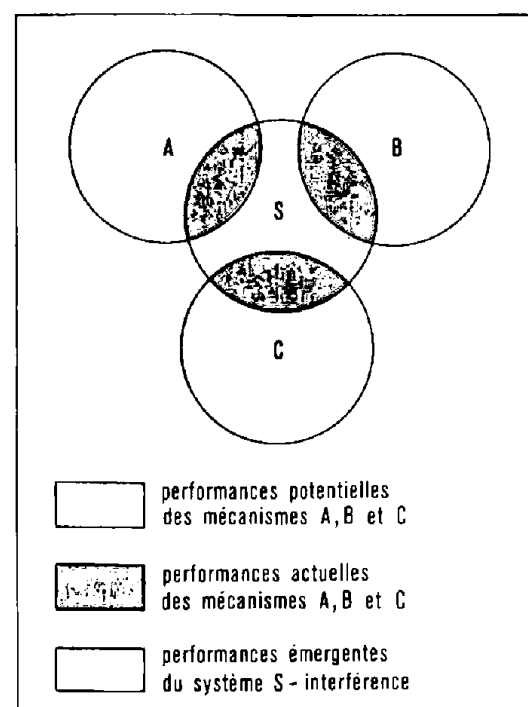 A
B
S
C
performances potentielles
des mécanismes A, B et C
performances actuelles
des mécanismes A, B et C
performances émergentes
du système S - interférence